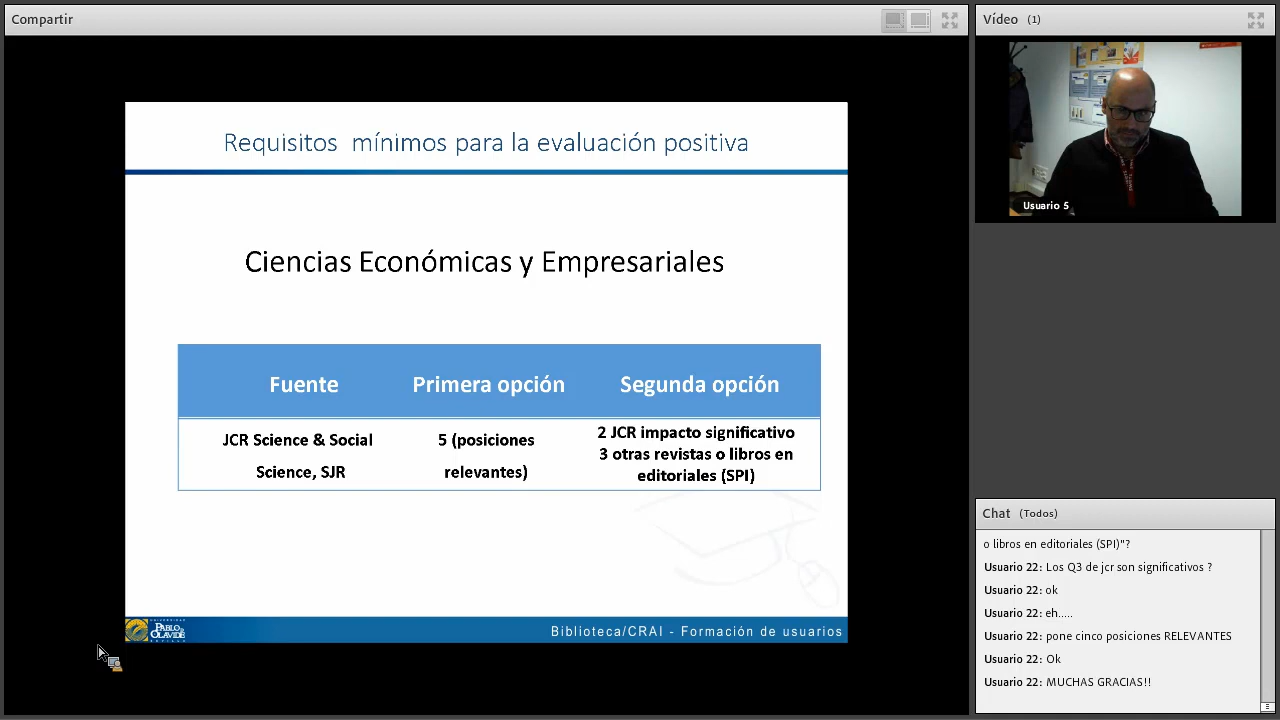 Compartir
Requisitos mínimos para la evaluación positiva
Ciencias Económicas y Empresariales
Fuente
Primera opción
Segunda opción
JCR Science & Social
Science, SJR
5 (posiciones
relevantes)
2 JCR impacto significativo
3 otras revistas o libros en
editoriales (SPI)
UNIVERSIDAD
PABLO DE
OLAVIDE
SEVILLA
Biblioteca/CRAI - Formación de usuarios
Vídeo (1)
Usuario 5
Chat (Todos)
o libros en editoriales (SPI)"?
Usuario 22: Los Q3 de jcr son significativos ?
Usuario 22: ok
Usuario 22: eh.....
Usuario 22: pone cinco posiciones RELEVANTES
Usuario 22: Ok
Usuario 22: MUCHAS GRACIAS!!